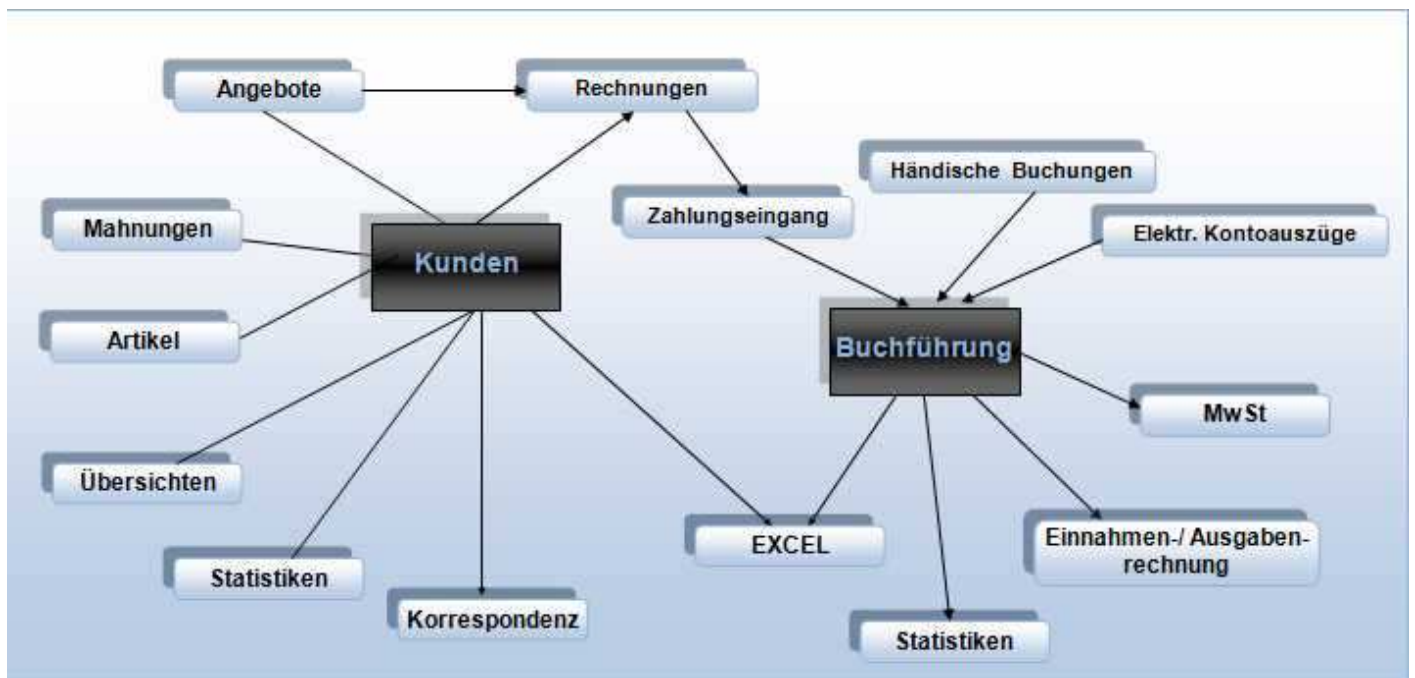 Angebote
Rechnungen
Händische Buchungen
Mahnungen
Zahlungseingang
Elektr. Kontoauszüge
Kunden
Artikel
Buchführung
MwSt
Übersichten
EXCEL
Einnahmen-/ Ausgaben-
rechnung
Statistiken
Korrespondenz
Statistiken